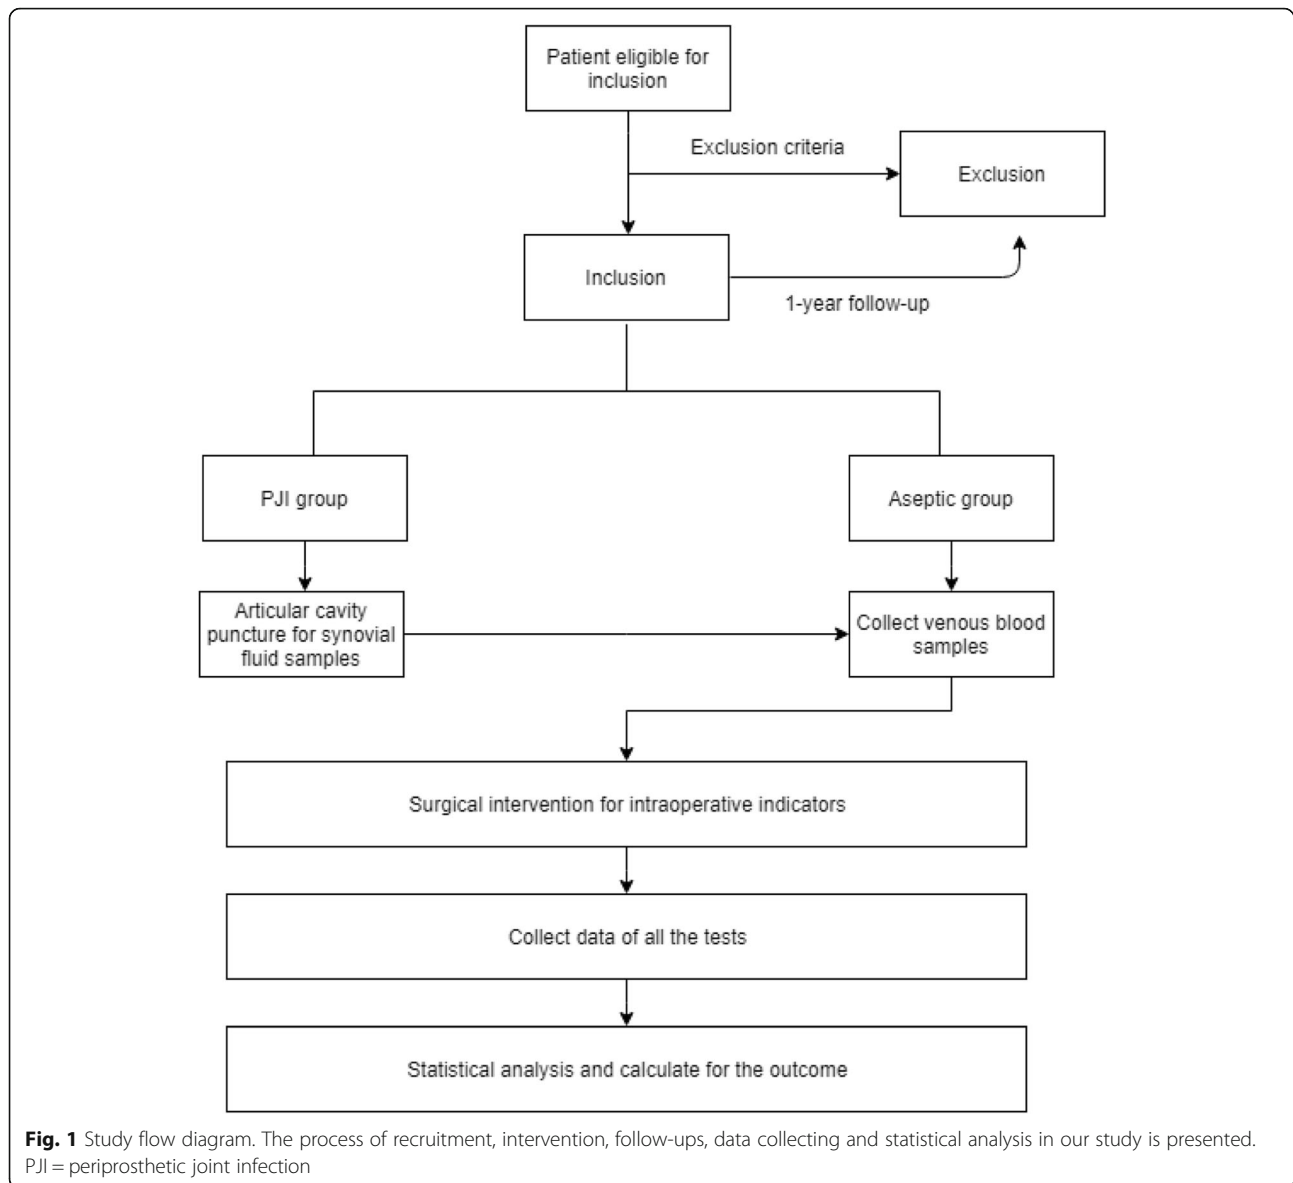 Patient eligible for
inclusion
Exclusion criteria
Exclusion
Inclusion
1-year follow-up
PJI group
Aseptic group
Articular cavity
puncture for synovial
fluid samples
Collect venous blood
samples
Surgical intervention for intraoperative indicators
Collect data of all the tests
Statistical analysis and calculate for the outcome
Fig. 1 Study flow diagram. The process of recruitment, intervention, follow-ups, data collecting and statistical analysis in our study is presented.
PJI = periprosthetic joint infection